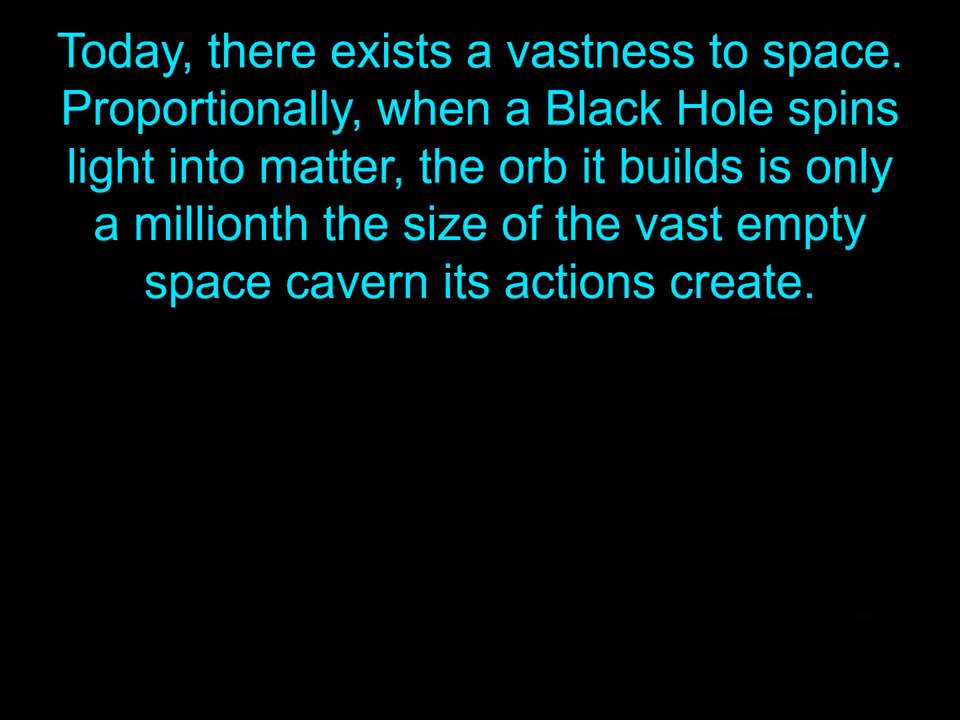 Today, there exists a vastness to space.
Proportionally, when a Black Hole spins
light into matter, the orb it builds is only
a millionth the size of the vast empty
space cavern its actions create.